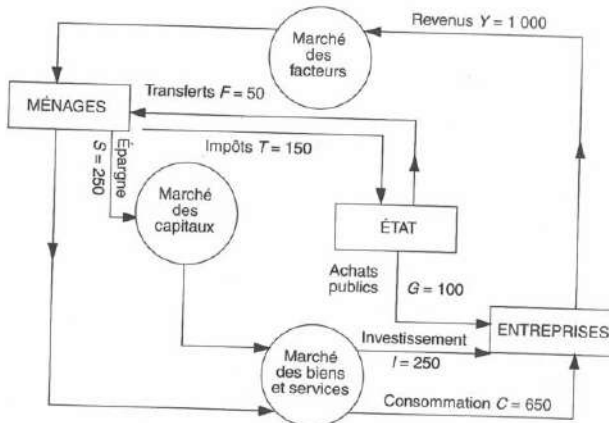 Revenus Y = 1 000
Marché
des
facteurs
Transferts F = 50
MÉNAGES
Impôts T = 150
Épargne
S = 250
Marché
des
capitaux
ÉTAT
Achats
publics
G = 100
ENTREPRISES
Investissement
I = 250
Marché
des biens
et services
Consommation C = 650